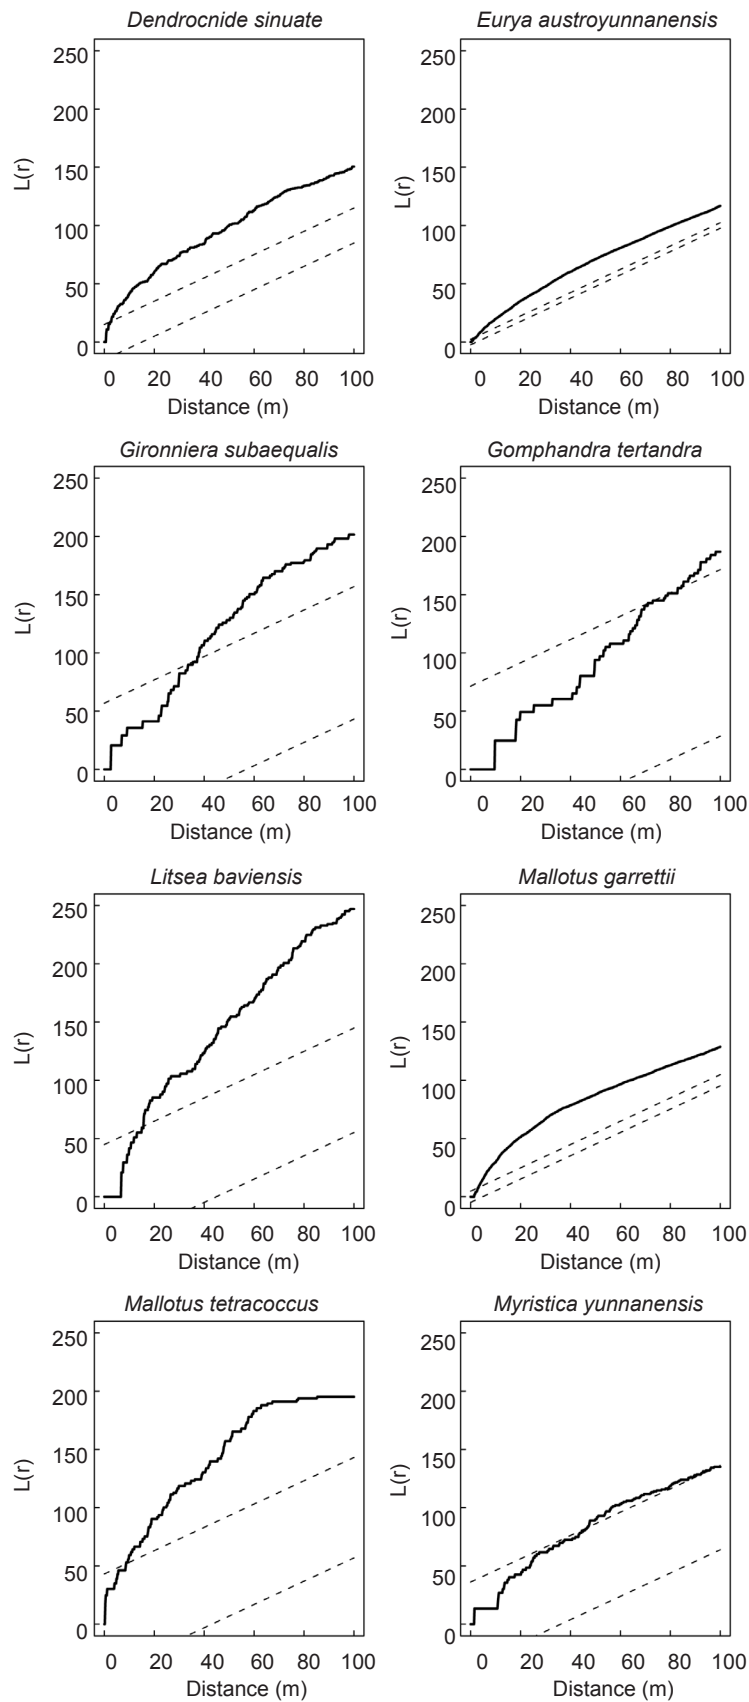 Dendrocnide sinuate
250
200
150
100
50
0
L(r)
0 20 40 60 80 100
Distance (m)
Eurya austroyunnanensis
250
200
150
100
50
0
L(r)
0 20 40 60 80 100
Distance (m)
Gironniera subaequalis
250
200
150
100
50
0
L(r)
0 20 40 60 80 100
Distance (m)
Gomphandra tertandra
250
200
150
100
50
0
L(r)
0 20 40 60 80 100
Distance (m)
Litsea baviensis
250
200
150
100
50
0
L(r)
0 20 40 60 80 100
Distance (m)
Mallotus garrettii
250
200
150
100
50
0
L(r)
0 20 40 60 80 100
Distance (m)
Mallotus tetracoccus
250
200
150
100
50
0
L(r)
0 20 40 60 80 100
Distance (m)
Myristica yunnanensis
250
200
150
100
50
0
L(r)
0 20 40 60 80 100
Distance (m)